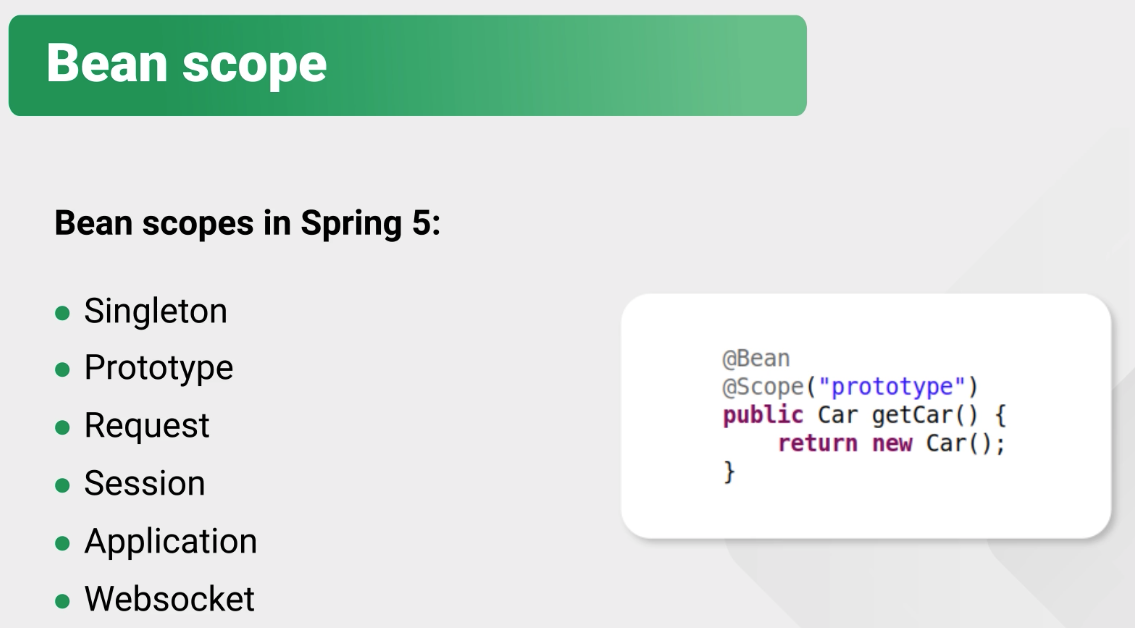 Bean scope
Bean scopes in Spring 5:
Singleton
Prototype
Request
Session
Application
Websocket
@Bean
@Scope("prototype")
public Car getCar() {
    return new Car();
}